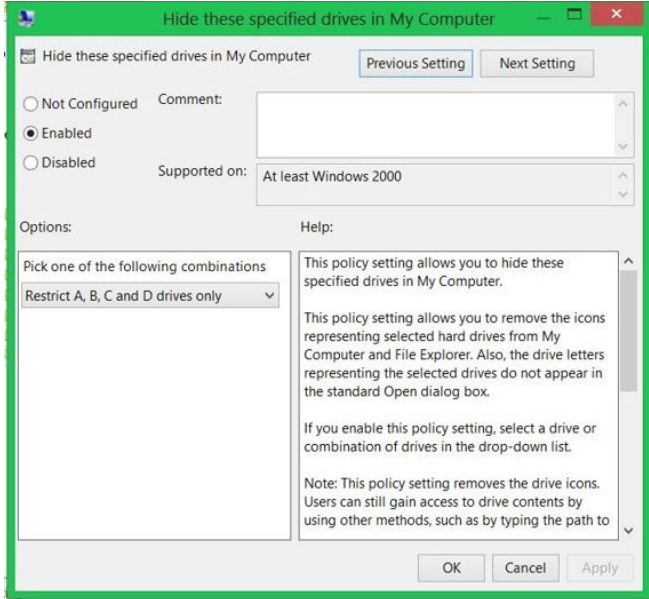 Hide these specified drives in My Computer
Hide these specified drives in My Computer
Previous Setting
Next Setting
Not Configured
Enabled
Disabled
Comment:
Supported on:
At least Windows 2000
Options:
Help:
Pick one of the following combinations
Restrict A, B, C and D drives only
This policy setting allows you to hide these
specified drives in My Computer.
This policy setting allows you to remove the icons
representing selected hard drives from My
Computer and File Explorer. Also, the drive letters
representing the selected drives do not appear in
the standard Open dialog box.
If you enable this policy setting, select a drive or
combination of drives in the drop-down list.
Note: This policy setting removes the drive icons.
Users can still gain access to drive contents by
using other methods, such as by typing the path to
OK
Cancel
Apply